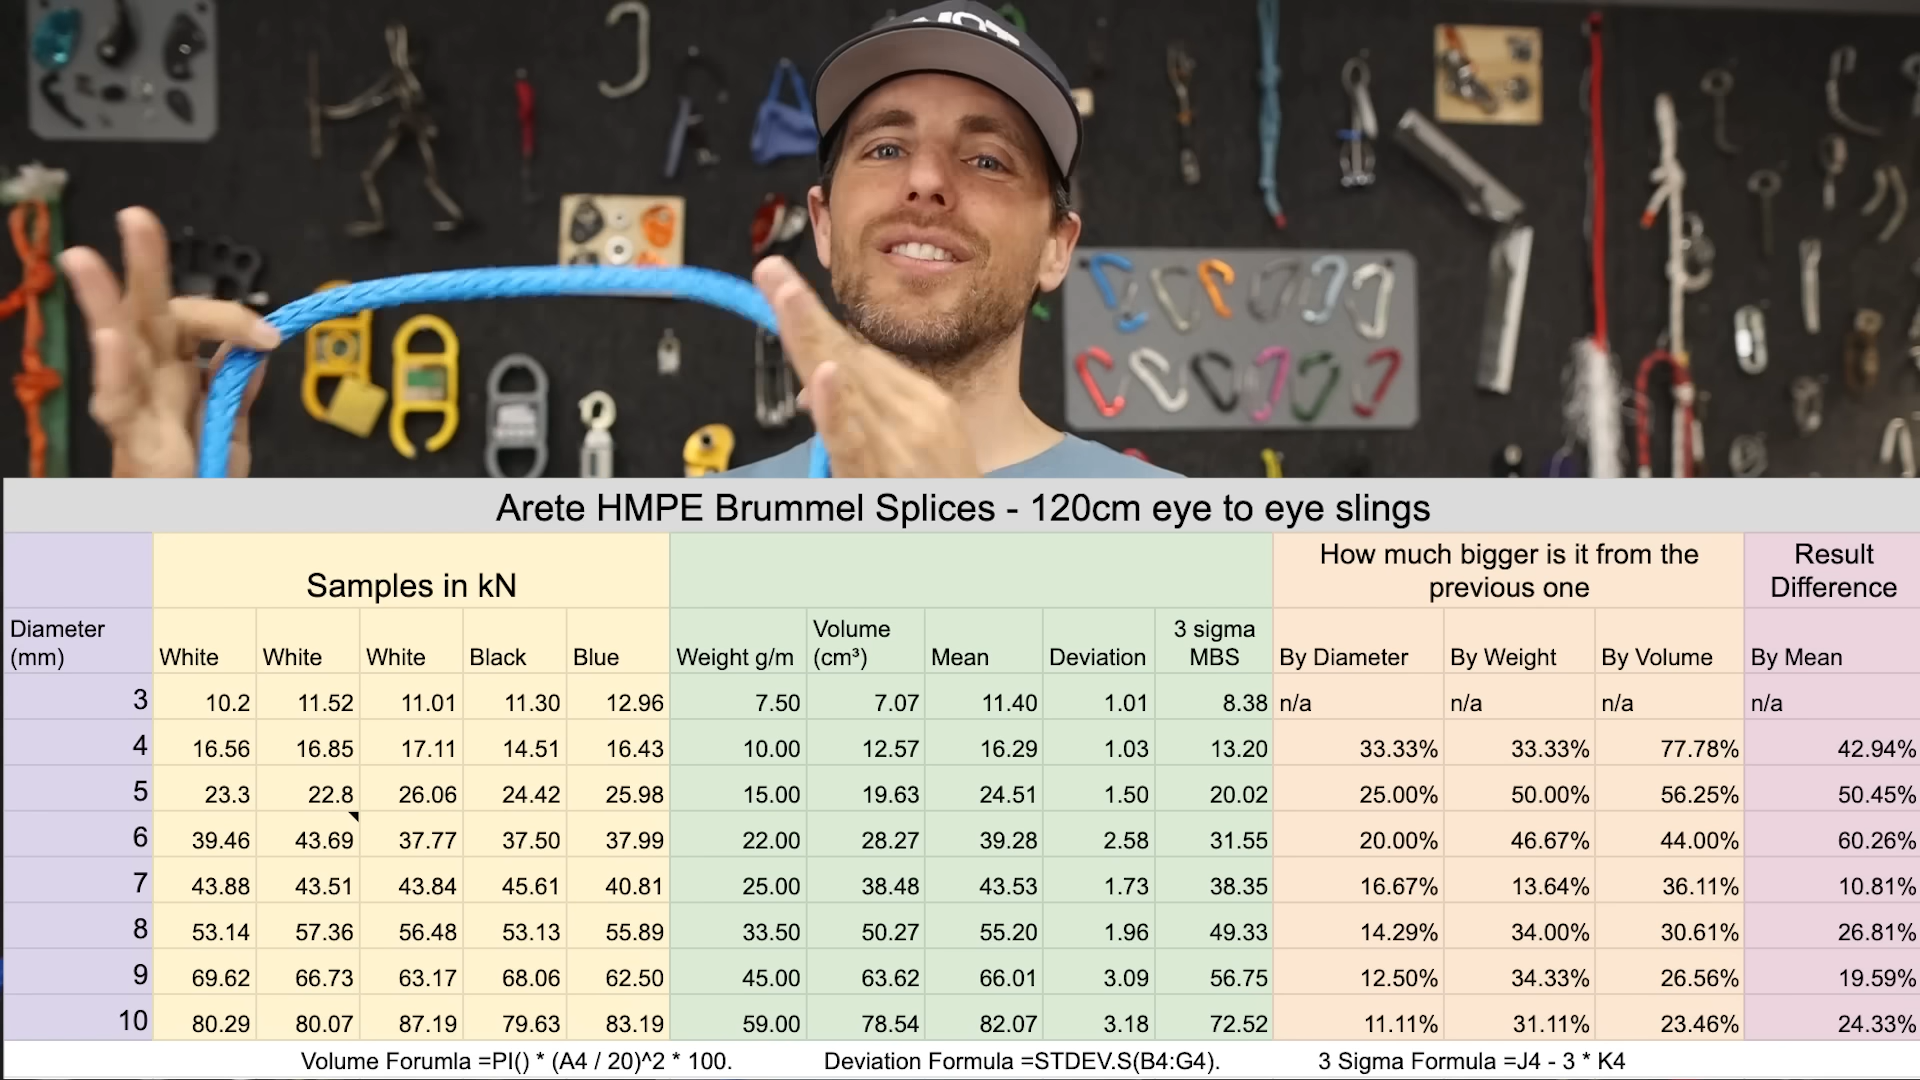 Arete HMPE Brummel Splices - 120cm eye to eye slings
Samples in kN
How much bigger is it from the
previous one
Result
Difference
Diameter
(mm)
White White White Black Blue Weight g/m Volume (cm³) Mean Deviation 3 sigma MBS By Diameter By Weight By Volume By Mean
3 10.2 11.52 11.01 11.30 12.96 7.50 7.07 11.40 1.01 8.38 n/a n/a n/a n/a
4 16.56 16.85 17.11 14.51 16.43 10.00 12.57 16.29 1.03 13.20 33.33% 33.33% 77.78% 42.94%
5 23.3 22.8 26.06 24.42 25.98 15.00 19.63 24.51 1.50 20.02 25.00% 50.00% 56.25% 50.45%
6 39.46 43.69 37.77 37.50 37.99 22.00 28.27 39.28 2.58 31.55 20.00% 46.67% 44.00% 60.26%
7 43.88 43.51 43.84 45.61 40.81 25.00 38.48 43.53 1.73 38.35 16.67% 13.64% 36.11% 10.81%
8 53.14 57.36 56.48 53.13 55.89 33.50 50.27 55.20 1.96 49.33 14.29% 34.00% 30.61% 26.81%
9 69.62 66.73 63.17 68.06 62.50 45.00 63.62 66.01 3.09 56.75 12.50% 34.33% 26.56% 19.59%
10 80.29 80.07 87.19 79.63 83.19 59.00 78.54 82.07 3.18 72.52 11.11% 31.11% 23.46% 24.33%
Volume Forumla =PI() * (A4 / 20)^2 * 100. Deviation Formula =STDEV.S(B4:G4). 3 Sigma Formula =J4 - 3 * K4